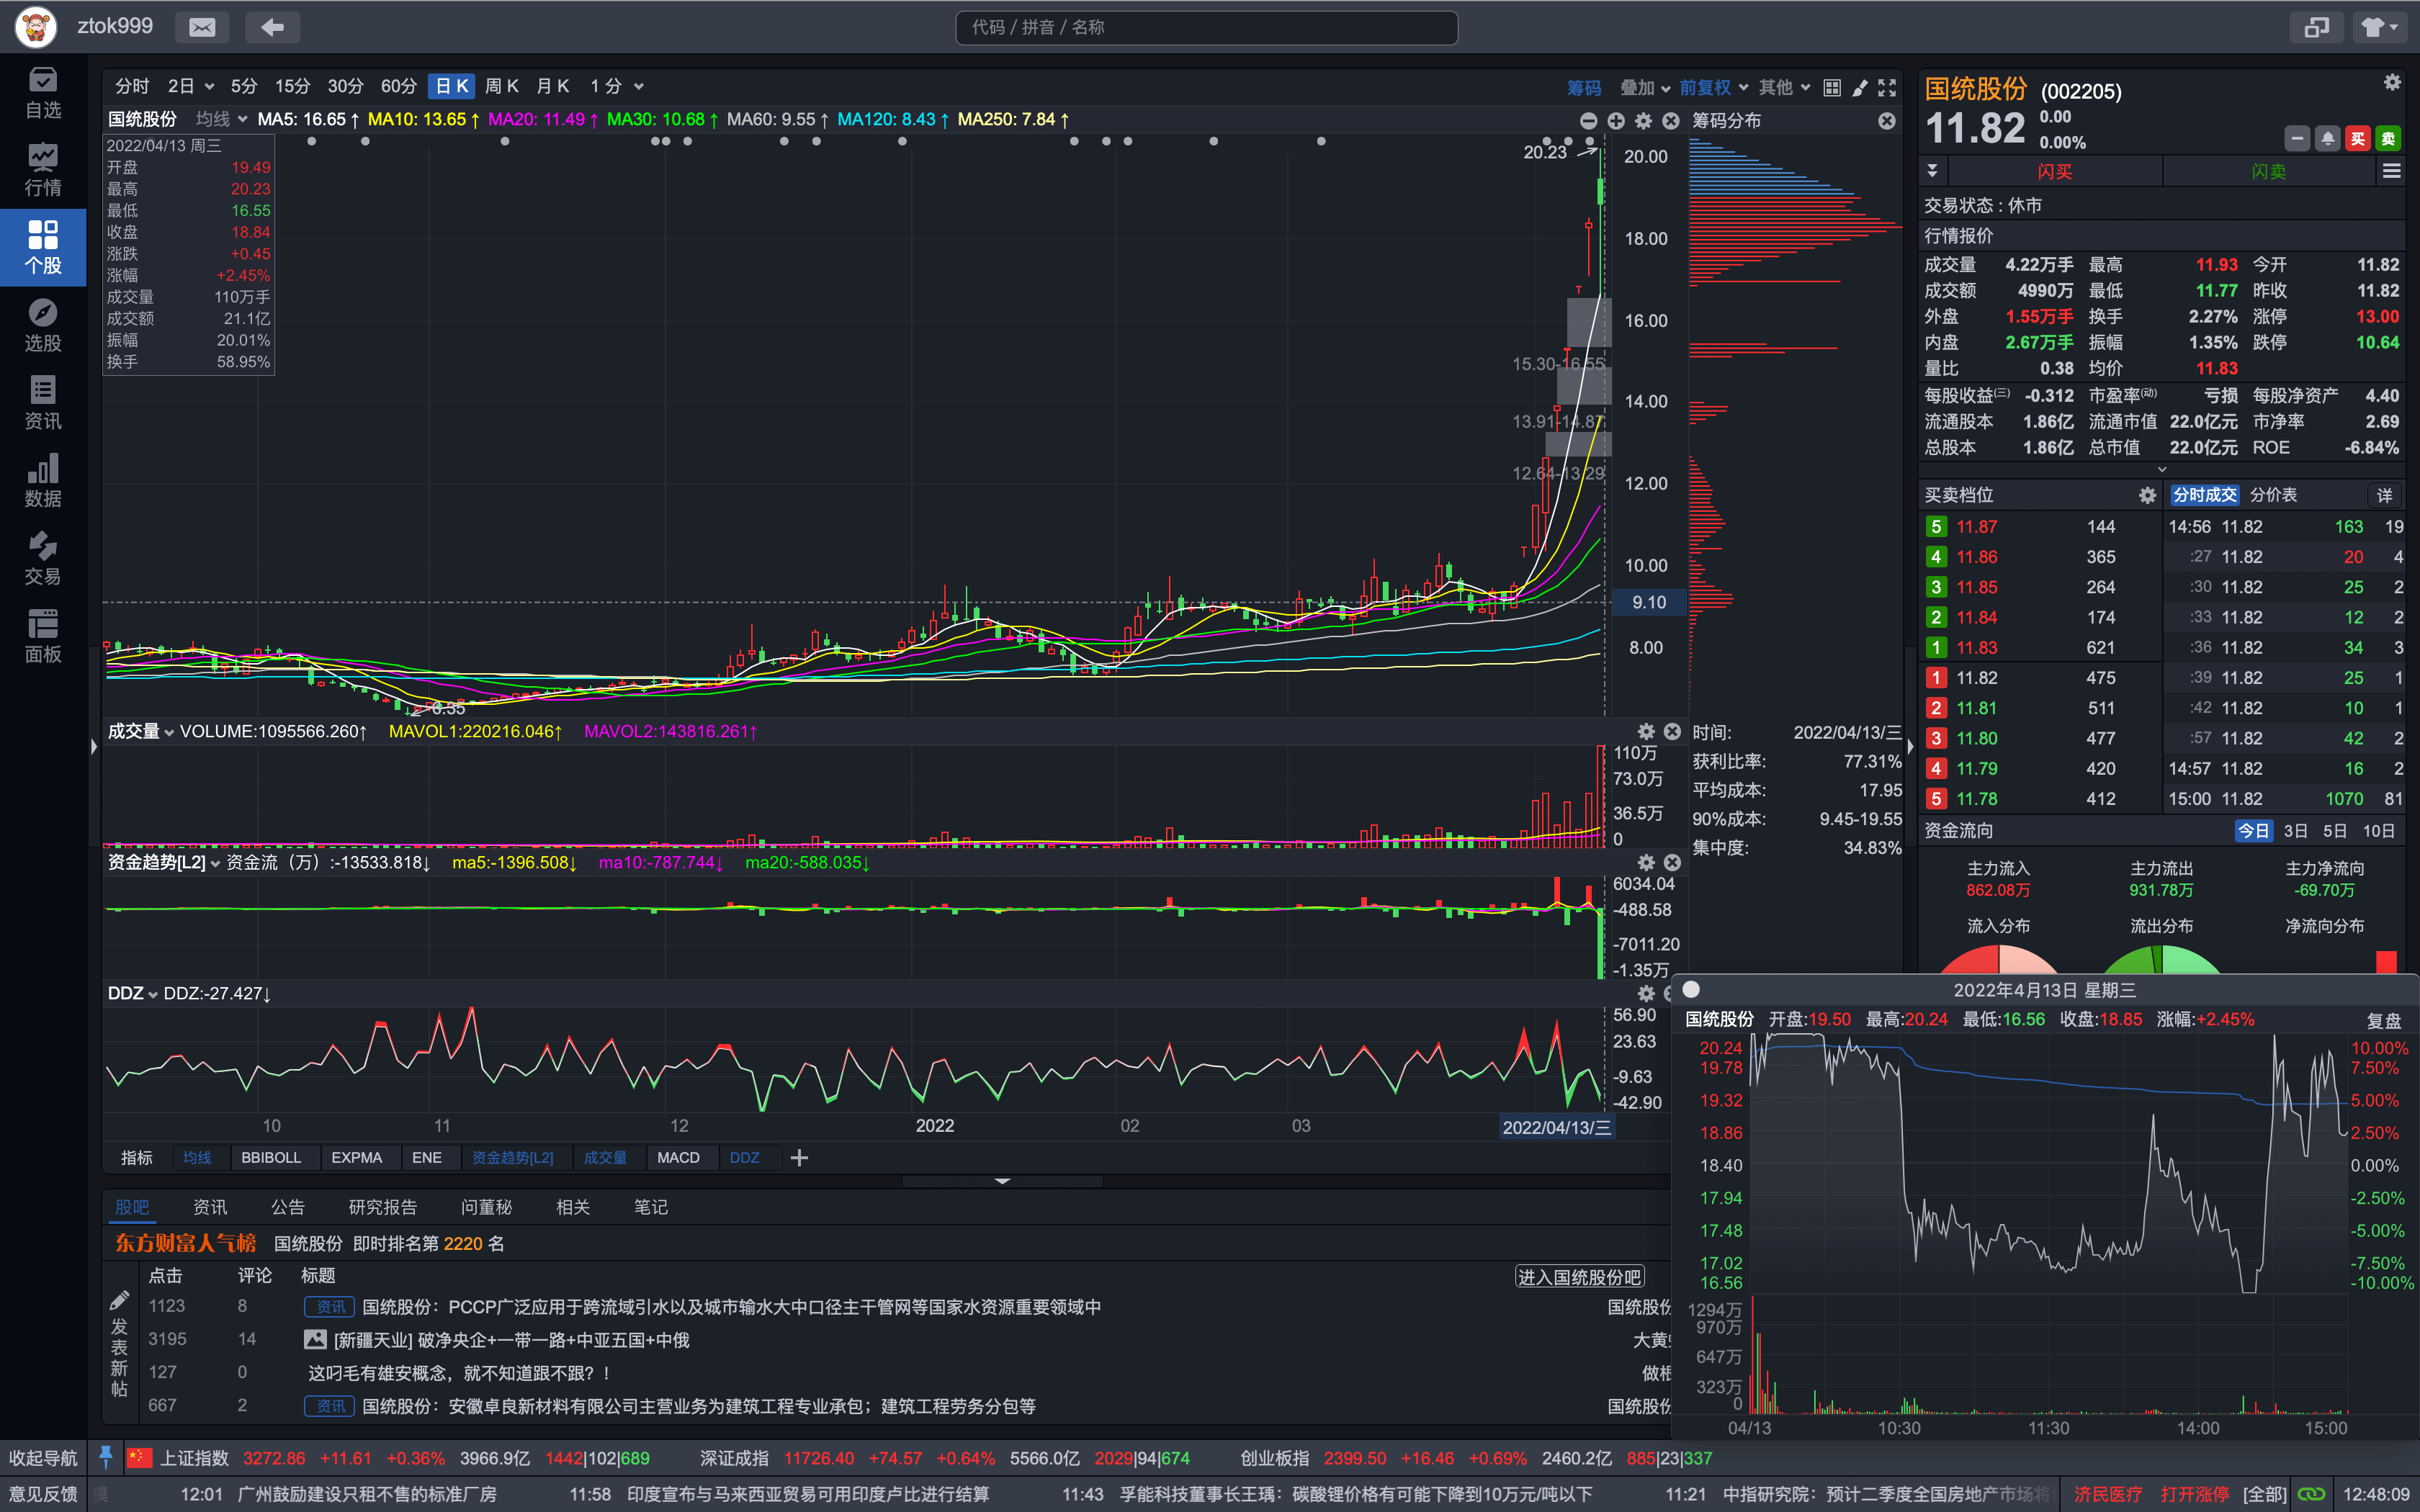 ztok999
代码 / 拼音 / 名称
自选
行情
个股
选股
资讯
数据
交易
面板
分时 2日 5分 15分 30分 60分 日K 周K 月K 1分 筹码 叠加 前复权 其他
国统股份 均线 MA5: 16.65↑ MA10: 13.65↑ MA20: 11.49↑ MA30: 10.68↑ MA60: 9.55↑ MA120: 8.43↑ MA250: 7.84↑
筹码分布
2022/04/13 周三
开盘 19.49
最高 20.23
最低 16.55
收盘 18.84
涨跌 +0.45
涨幅 +2.45%
成交量 110万手
成交额 21.1亿
振幅 20.01%
换手 58.95%
20.23
15.30-16.55
13.91-14.87
12.64-13.29
6.35
20.00
18.00
16.00
14.00
12.00
10.00
9.10
8.00
成交量 VOLUME:1095566.260↑ MAVOL1:220216.046↑ MAVOL2:143816.261↑
110万
73.0万
36.5万
0
资金趋势[L2] 资金流（万）:-13533.818↓ ma5:-1396.508↓ ma10:-787.744↓ ma20:-588.035↓
6034.04
-488.58
-7011.20
-1.35万
DDZ DDZ:-27.427↓
56.90
23.63
-9.63
-42.90
10 11 12 2022 02 03 2022/04/13/三
指标 均线 BBIBOLL EXPMA ENE 资金趋势[L2] 成交量 MACD DDZ
时间: 2022/04/13/三
获利比率: 77.31%
平均成本: 17.95
90%成本: 9.45-19.55
集中度: 34.83%
股吧 资讯 公告 研究报告 问董秘 相关 笔记
东方财富人气榜 国统股份 即时排名第 2220 名
点击 评论 标题 进入国统股份吧
发表新帖
1123 8 资讯 国统股份：PCCP广泛应用于跨流域引水以及城市输水大中口径主干管网等国家水资源重要领域中 国统股份
3195 14 [新疆天业] 破净央企+一带一路+中亚五国+中俄 大黄
127 0 这叼毛有雄安概念，就不知道跟不跟？！ 做根
667 2 资讯 国统股份：安徽卓良新材料有限公司主营业务为建筑工程专业承包；建筑工程劳务分包等 国统股份
国统股份 (002205)
11.82 0.00
0.00%
买 卖
闪买 闪卖
交易状态 : 休市
行情报价
成交量 4.22万手 最高 11.93 今开 11.82
成交额 4990万 最低 11.77 昨收 11.82
外盘 1.55万手 换手 2.27% 涨停 13.00
内盘 2.67万手 振幅 1.35% 跌停 10.64
量比 0.38 均价 11.83
每股收益(三) -0.312 市盈率(动) 亏损 每股净资产 4.40
流通股本 1.86亿 流通市值 22.0亿元 市净率 2.69
总股本 1.86亿 总市值 22.0亿元 ROE -6.84%
买卖档位 分时成交 分价表 详
5 11.87 144 14:56 11.82 163 19
4 11.86 365 :27 11.82 20 4
3 11.85 264 :30 11.82 25 2
2 11.84 174 :33 11.82 12 2
1 11.83 621 :36 11.82 34 3
1 11.82 475 :39 11.82 25 1
2 11.81 511 :42 11.82 10 1
3 11.80 477 :57 11.82 42 2
4 11.79 420 14:57 11.82 16 2
5 11.78 412 15:00 11.82 1070 81
资金流向 今日 3日 5日 10日
主力流入 主力流出 主力净流向
862.08万 931.78万 -69.70万
流入分布 流出分布 净流向分布
2022年4月13日 星期三
国统股份 开盘:19.50 最高:20.24 最低:16.56 收盘:18.85 涨幅:+2.45% 复盘
20.24 10.00%
19.78 7.50%
19.32 5.00%
18.86 2.50%
18.40 0.00%
17.94 -2.50%
17.48 -5.00%
17.02 -7.50%
16.56 -10.00%
1294万
970万
647万
323万
0
04/13 10:30 11:30 14:00 15:00
收起导航 上证指数 3272.86 +11.61 +0.36% 3966.9亿 1442|102|689 深证成指 11726.40 +74.57 +0.64% 5566.0亿 2029|94|674 创业板指 2399.50 +16.46 +0.69% 2460.2亿 885|23|337
意见反馈 12:01 广州鼓励建设只租不售的标准厂房 11:58 印度宣布与马来西亚贸易可用印度卢比进行结算 11:43 孚能科技董事长王瑀：碳酸锂价格有可能下降到10万元/吨以下 11:21 中指研究院：预计二季度全国房地产市场将 济民医疗 打开涨停 [全部] 12:48:09